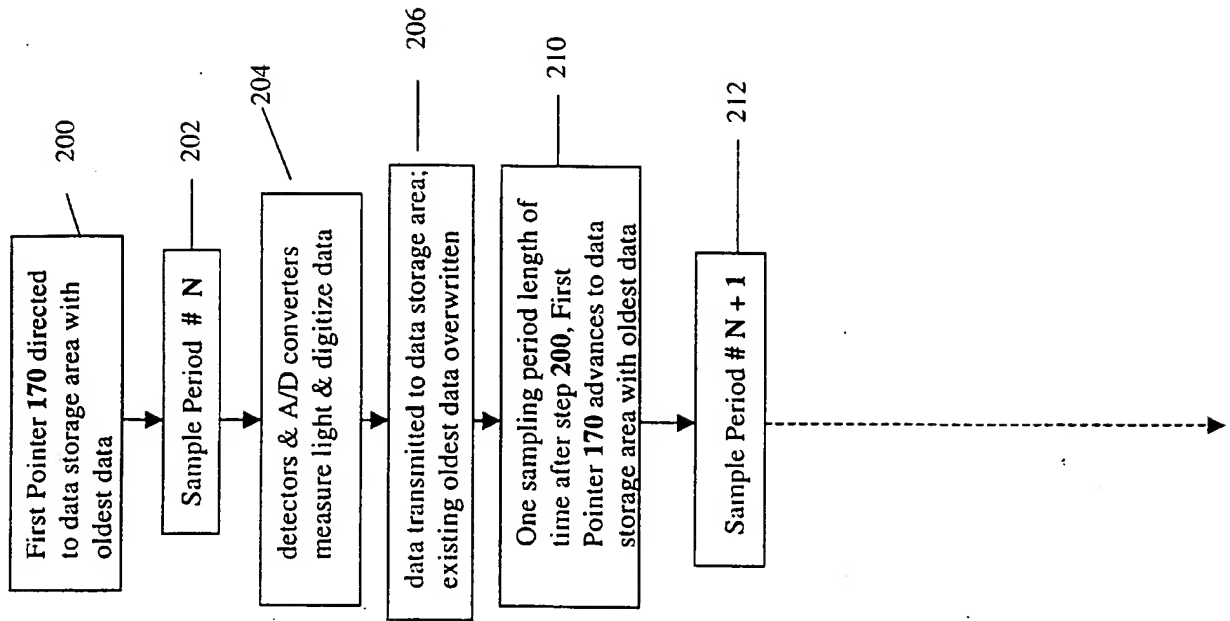 200
First Pointer 170 directed
to data storage area with
oldest data
202
Sample Period # N
204
detectors & A/D converters
measure light & digitize data
206
data transmitted to data storage area;
existing oldest data overwritten
210
One sampling period length of
time after step 200, First
Pointer 170 advances to data
storage area with oldest data
212
Sample Period # N + 1